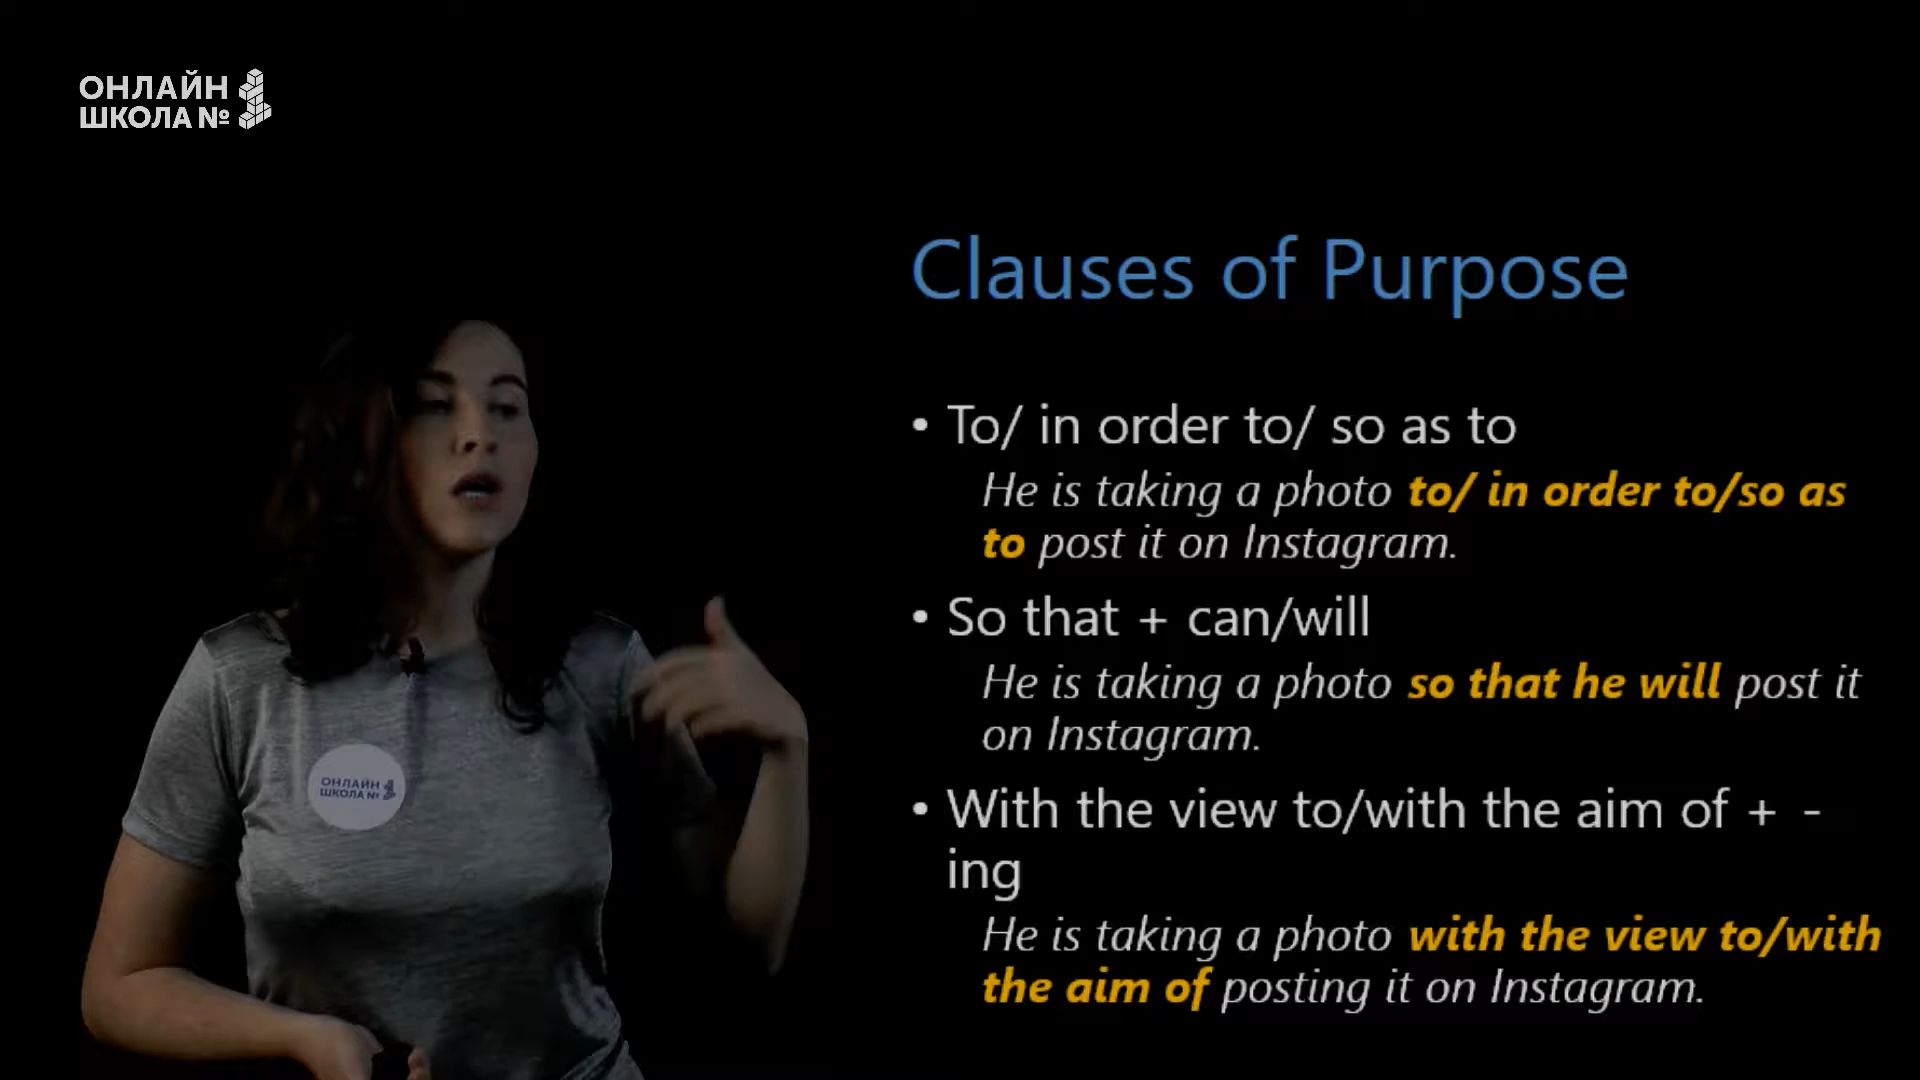 ОНЛАЙН
ШКОЛА №
Clauses of Purpose
• To/ in order to/ so as to
He is taking a photo to/ in order to/so as
to post it on Instagram.
• So that + can/will
He is taking a photo so that he will post it
on Instagram.
• With the view to/with the aim of + -
ing
He is taking a photo with the view to/with
the aim of posting it on Instagram.
ОНЛАЙН
ШКОЛА №